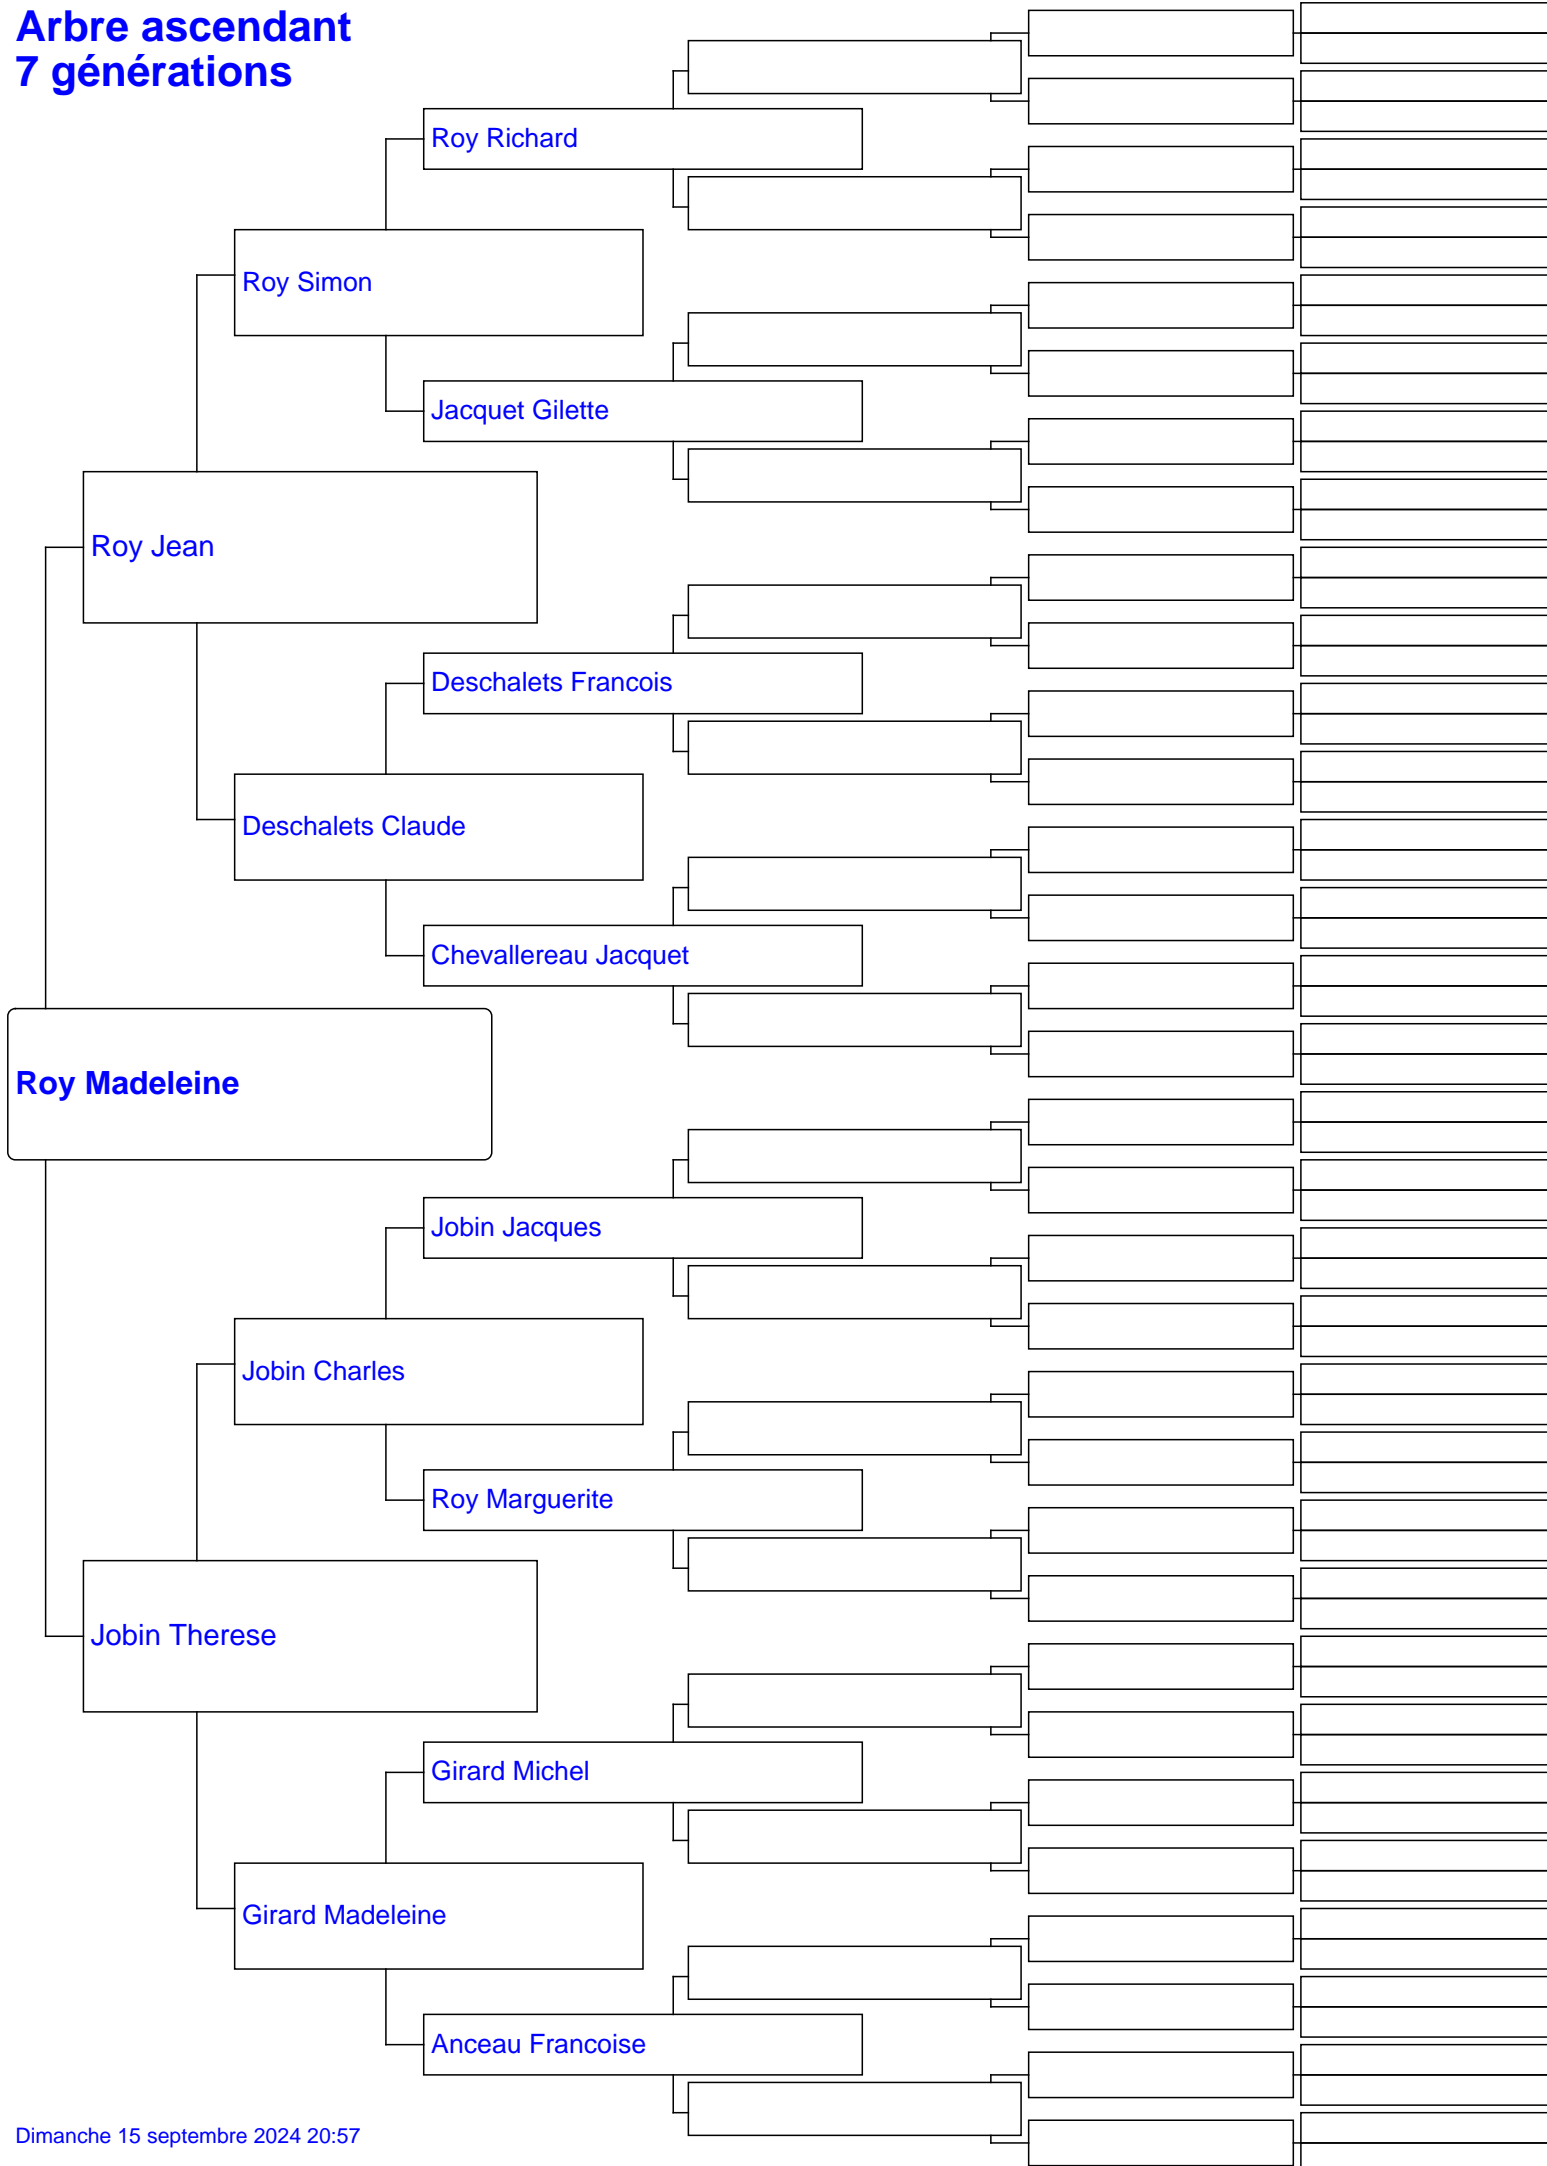 Arbre ascendant
7 générations
Roy Richard
Roy Simon
Jacquet Gilette
Roy Jean
Deschalets Francois
Deschalets Claude
Chevallereau Jacquet
Roy Madeleine
Jobin Jacques
Jobin Charles
Roy Marguerite
Jobin Therese
Girard Michel
Girard Madeleine
Anceau Francoise
Dimanche 15 septembre 2024 20:57